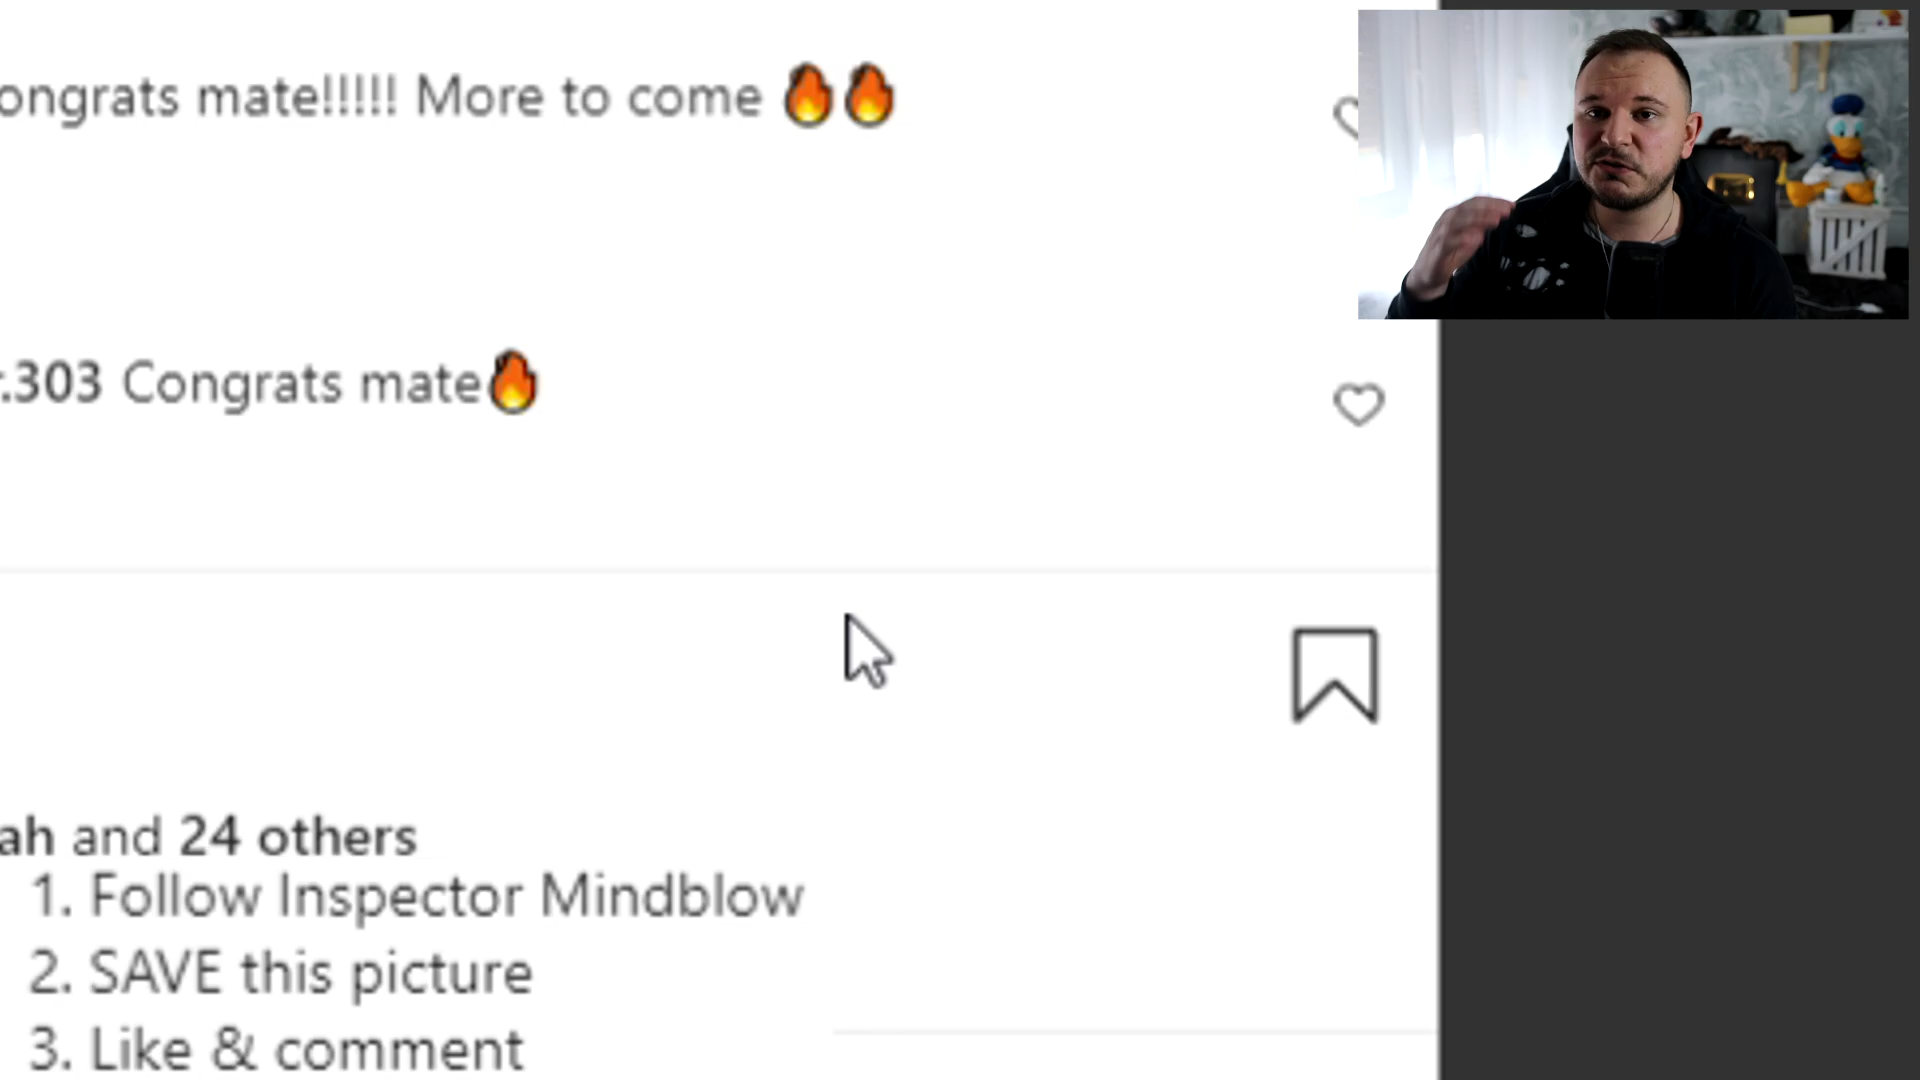 ongrats mate!!!!! More to come 🔥🔥
r.303 Congrats mate🔥
ah and 24 others
1. Follow Inspector Mindblow
2. SAVE this picture
3. Like & comment